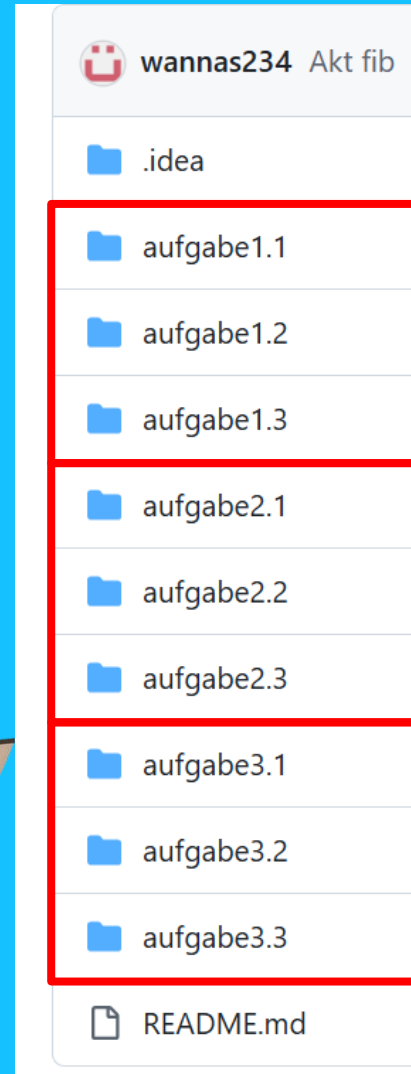 wannas234 Akt fib
.idea
aufgabe1.1
aufgabe1.2
aufgabe1.3
aufgabe2.1
aufgabe2.2
aufgabe2.3
aufgabe3.1
aufgabe3.2
aufgabe3.3
README.md